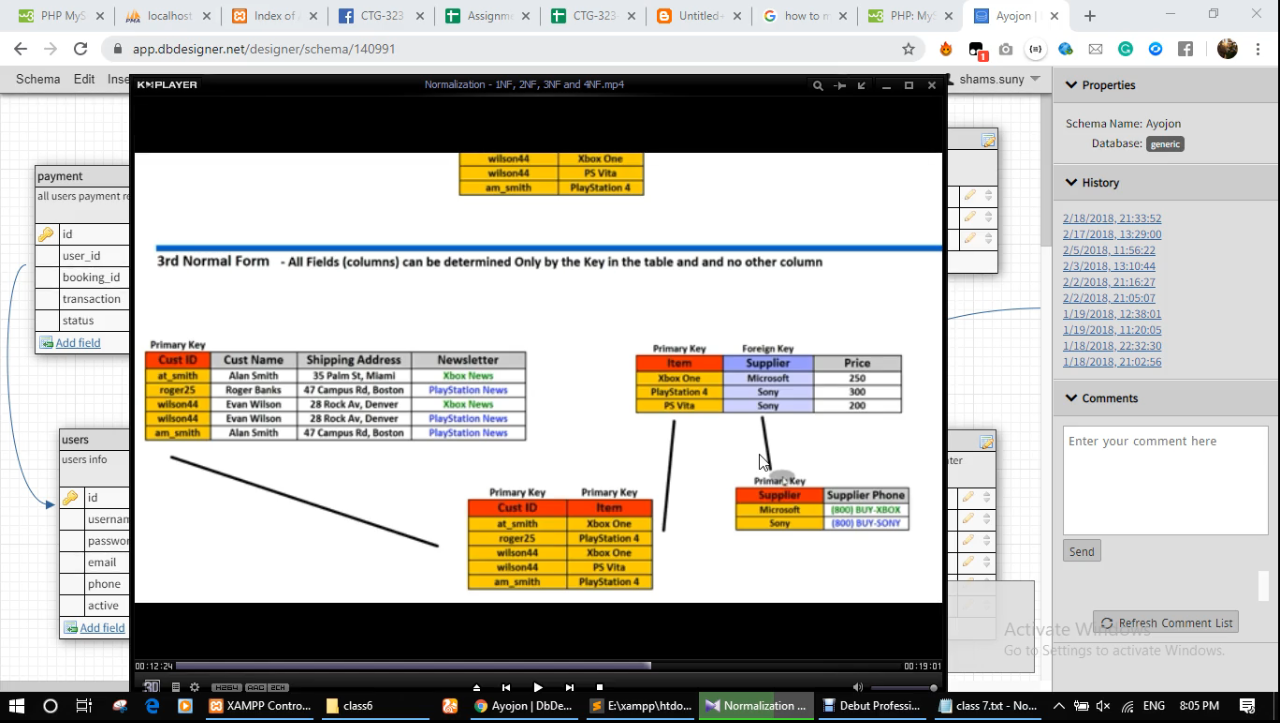 PHP MyS
localhost
Index of
CTG-323
Assignme
CTG-323-
Untitled
how to m
PHP: MyS
Ayojon |
app.dbdesigner.net/designer/schema/140991
1
Schema
Edit
Inse
shams.suny
KMPLAYER
Normalization - 1NF, 2NF, 3NF and 4NF.mp4
wilson44 Xbox One
wilson44 PS Vita
am_smith PlayStation 4
3rd Normal Form - All Fields (columns) can be determined Only by the Key in the table and and no other column
Primary Key
Cust ID Cust Name Shipping Address Newsletter
at_smith Alan Smith 35 Palm St, Miami Xbox News
roger25 Roger Banks 47 Campus Rd, Boston PlayStation News
wilson44 Evan Wilson 28 Rock Av, Denver Xbox News
wilson44 Evan Wilson 28 Rock Av, Denver PlayStation News
am_smith Alan Smith 47 Campus Rd, Boston PlayStation News
Primary Key Foreign Key
Item Supplier Price
Xbox One Microsoft 250
PlayStation 4 Sony 300
PS Vita Sony 200
Primary Key Primary Key
Cust ID Item
at_smith Xbox One
roger25 PlayStation 4
wilson44 Xbox One
wilson44 PS Vita
am_smith PlayStation 4
Primary Key
Supplier Supplier Phone
Microsoft (800) BUY-XBOX
Sony (800) BUY-SONY
00:12:24
00:19:01
3D
H264 AAC 2CH
payment
all users payment re
id
user_id
booking_id
transaction
status
Add field
users
users info
id
usernam
passwo
email
phone
active
Add field
Properties
Schema Name: Ayojon
Database: generic
History
2/18/2018, 21:33:52
2/17/2018, 13:29:00
2/5/2018, 11:56:22
2/3/2018, 13:10:44
2/2/2018, 21:16:27
2/2/2018, 21:05:07
1/19/2018, 12:38:01
1/19/2018, 11:20:05
1/18/2018, 22:32:30
1/18/2018, 21:02:56
Comments
Enter your comment here
Send
Refresh Comment List
Activate Windows
Go to Settings to activate Windows.
XAMPP Contro...
class6
Ayojon | DbDe...
E:\xampp\htdo...
Normalization ...
Debut Professi...
class 7.txt - No...
ENG
8:05 PM